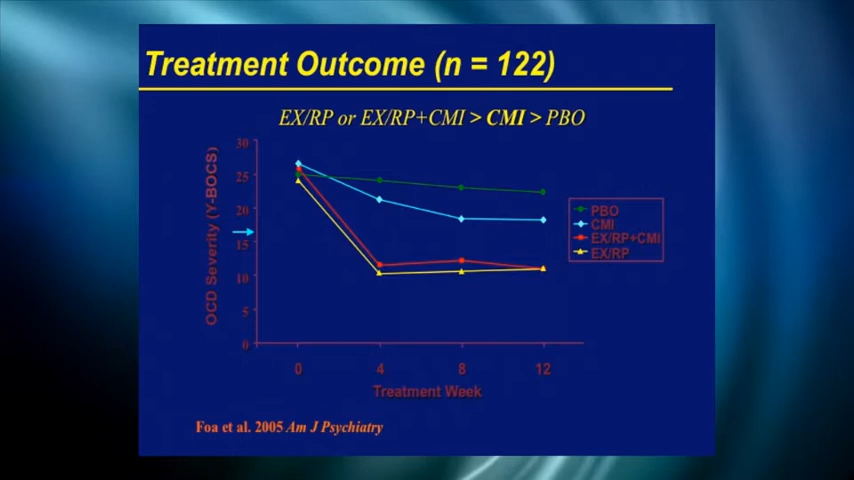 Treatment Outcome (n = 122)
EX/RP or EX/RP+CMI > CMI > PBO
30
25
20
15
10
5
0
OCD Severity (Y-BOCS)
0 4 8 12
Treatment Week
PBO
CMI
EX/RP+CMI
EX/RP
Foa et al. 2005 Am J Psychiatry